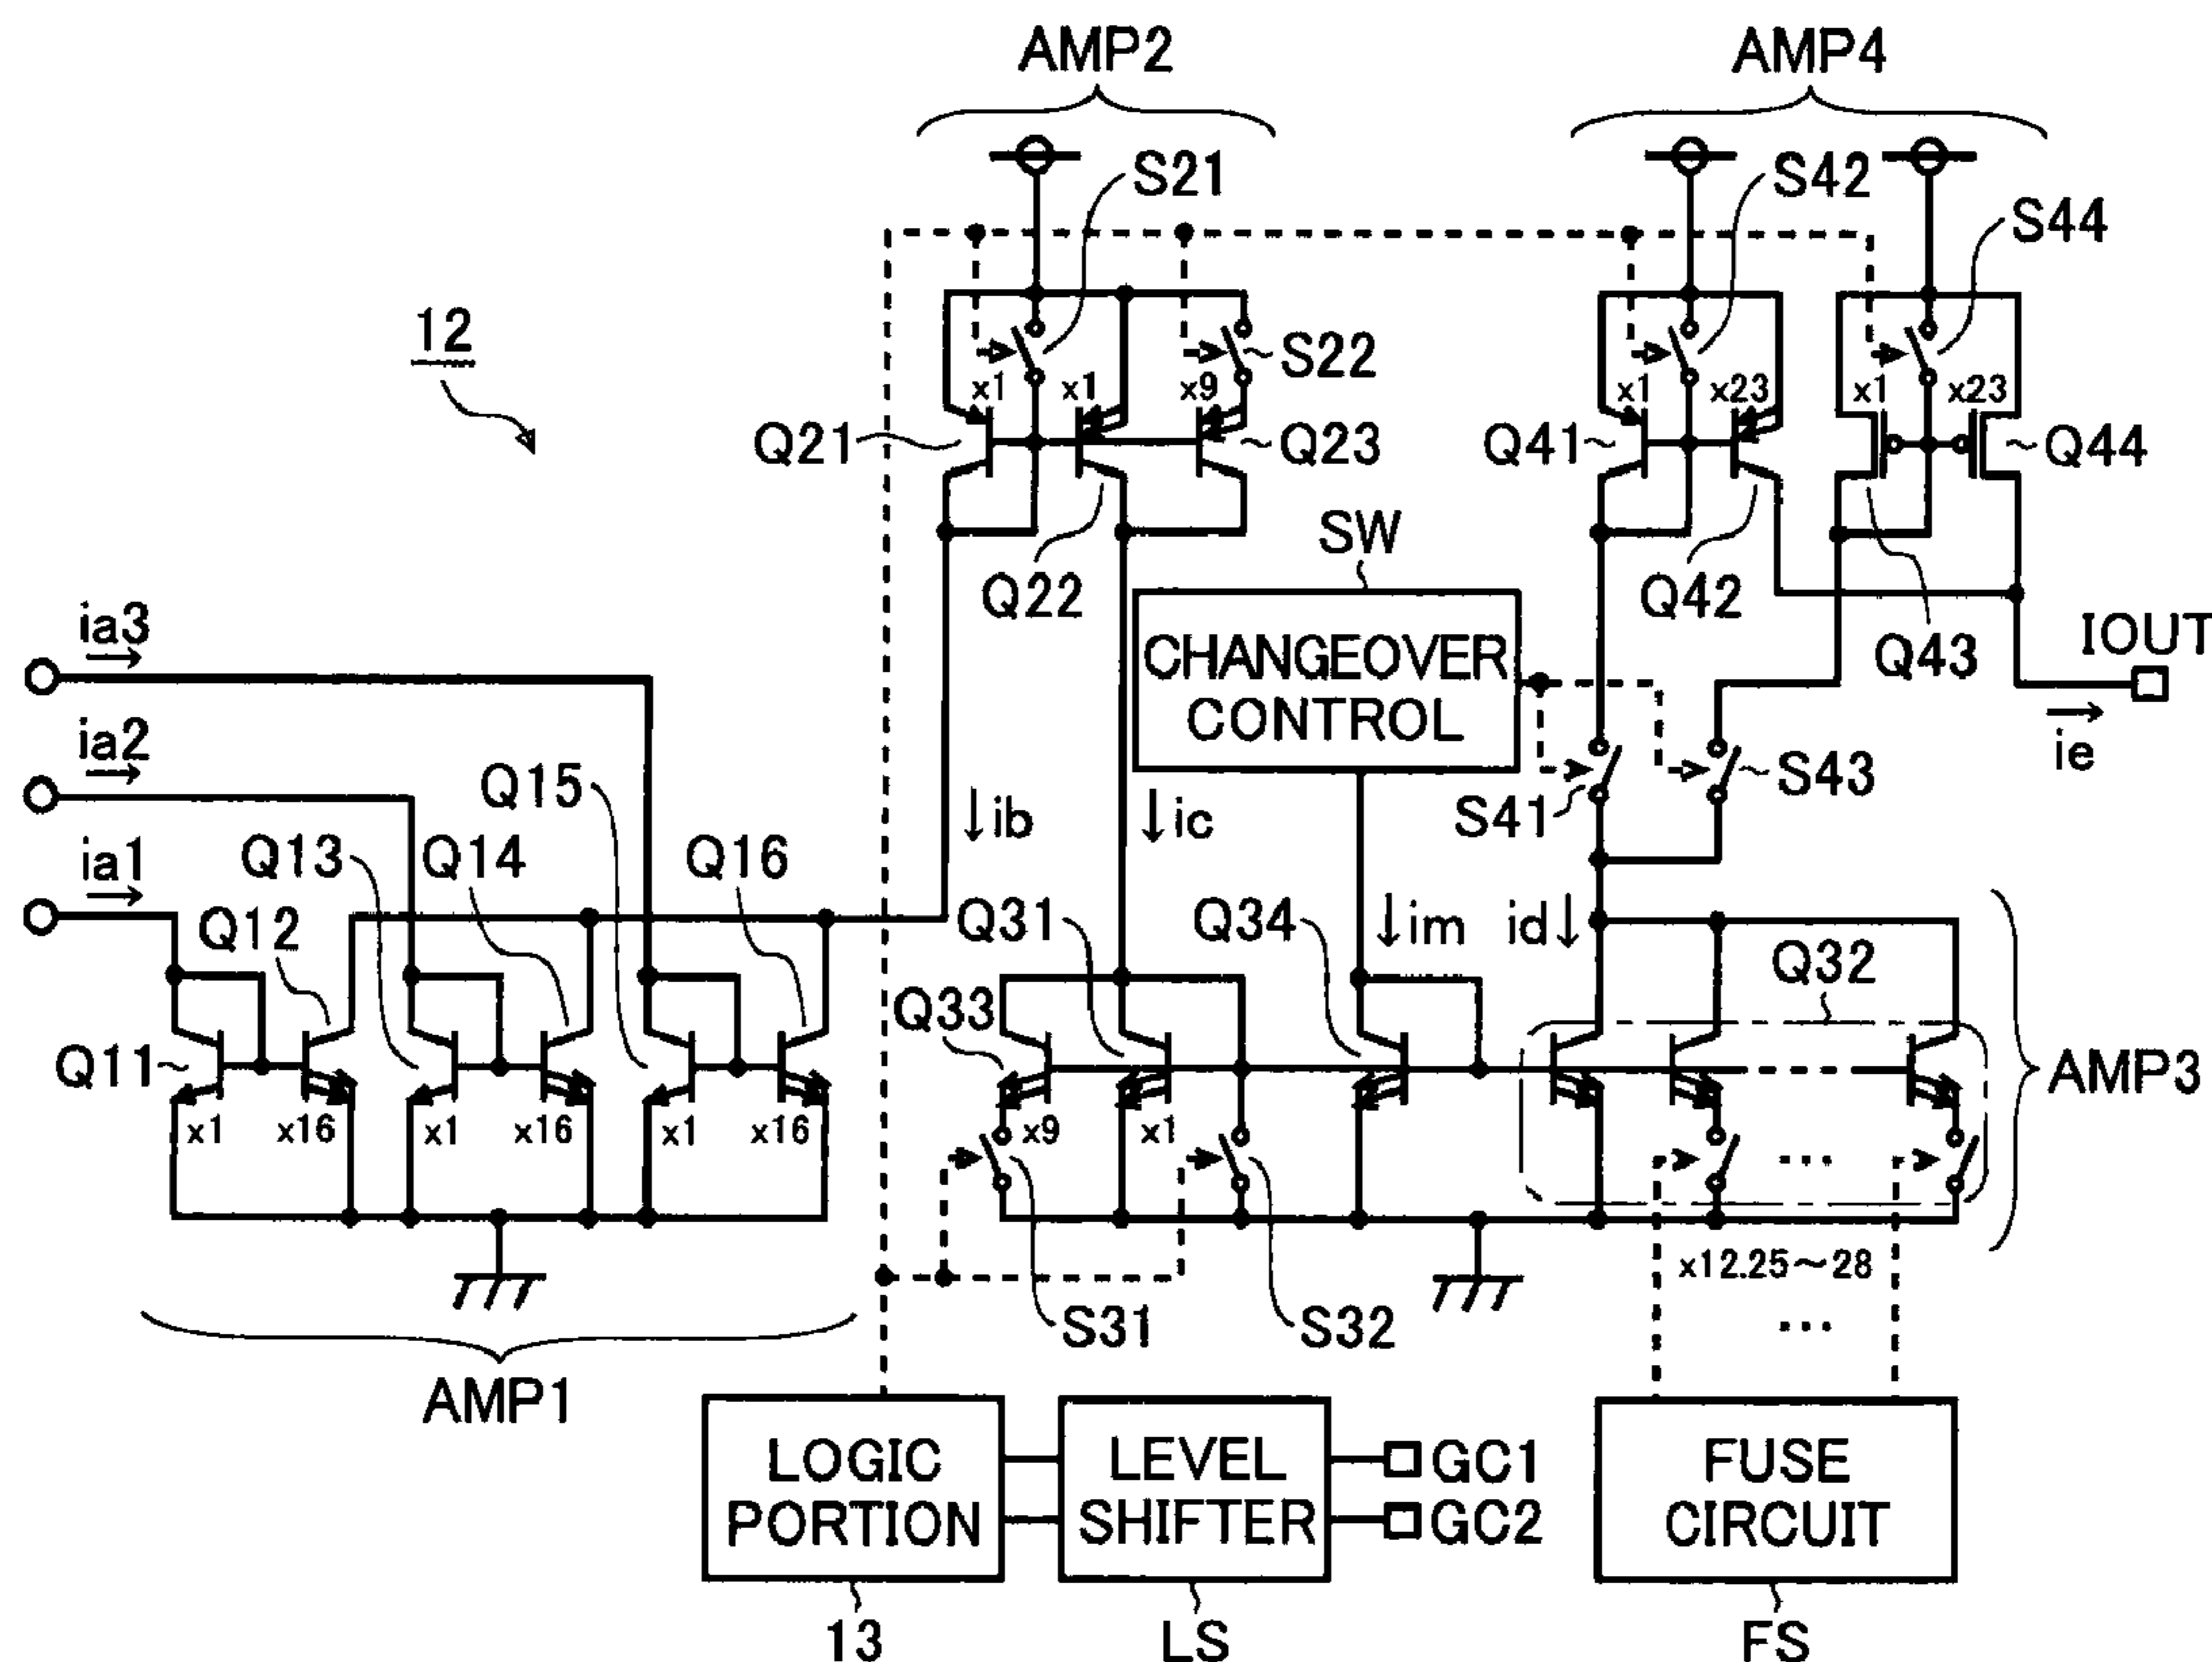 AMP2
AMP4
S21
S42
S44
12
x1
x1
x9
S22
x1
x23
x1
x23
Q21
Q23
Q41
Q44
SW
Q22
Q42
Q43
ia3
CHANGEOVER
CONTROL
IOUT
ia2
Q15
ib
ic
S41
S43
ie
ia1
Q13
Q14
Q16
Q12
Q31
Q34
im
id
Q32
Q33
Q11
AMP3
x1
x16
x1
x16
x1
x16
x9
x1
...
x12.25~28
S31
S32
...
AMP1
LOGIC
PORTION
LEVEL
SHIFTER
GC1
GC2
FUSE
CIRCUIT
13
LS
FS